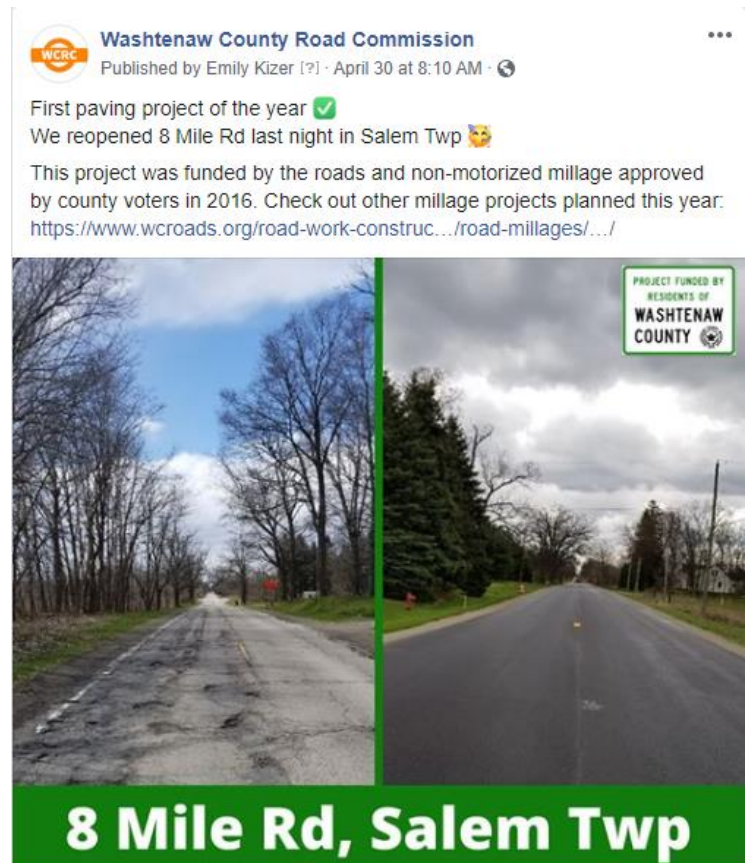 WCRC
Washtenaw County Road Commission
Published by Emily Kizer [?] · April 30 at 8:10 AM ·
First paving project of the year ✅
We reopened 8 Mile Rd last night in Salem Twp 🥳
This project was funded by the roads and non-motorized millage approved
by county voters in 2016. Check out other millage projects planned this year:
https://www.wcroads.org/road-work-construc…/road-millages/…/
PROJECT FUNDED BY
RESIDENTS OF
WASHTENAW
COUNTY
8 Mile Rd, Salem Twp